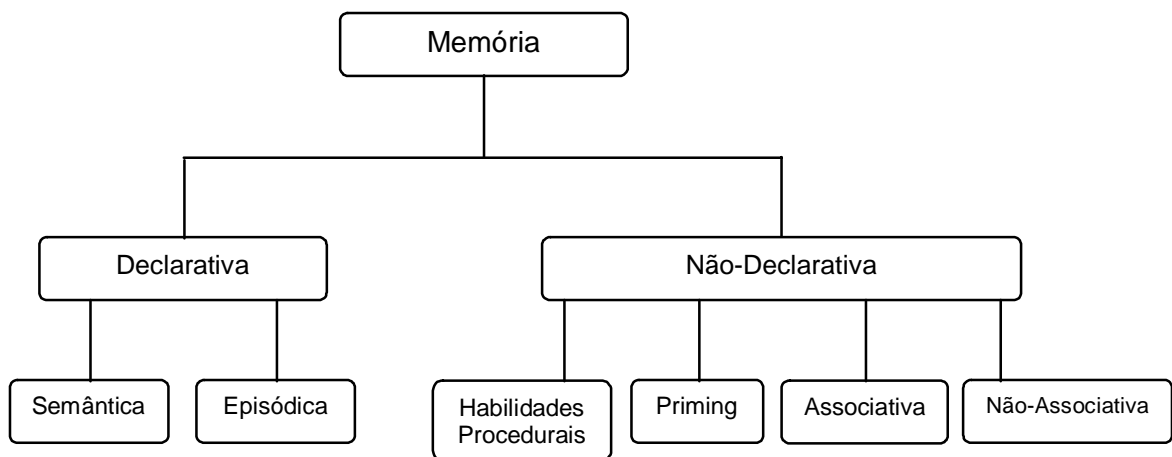 Memória
Declarativa
Não-Declarativa
Semântica
Episódica
Habilidades
Procedurais
Priming
Associativa
Não-Associativa